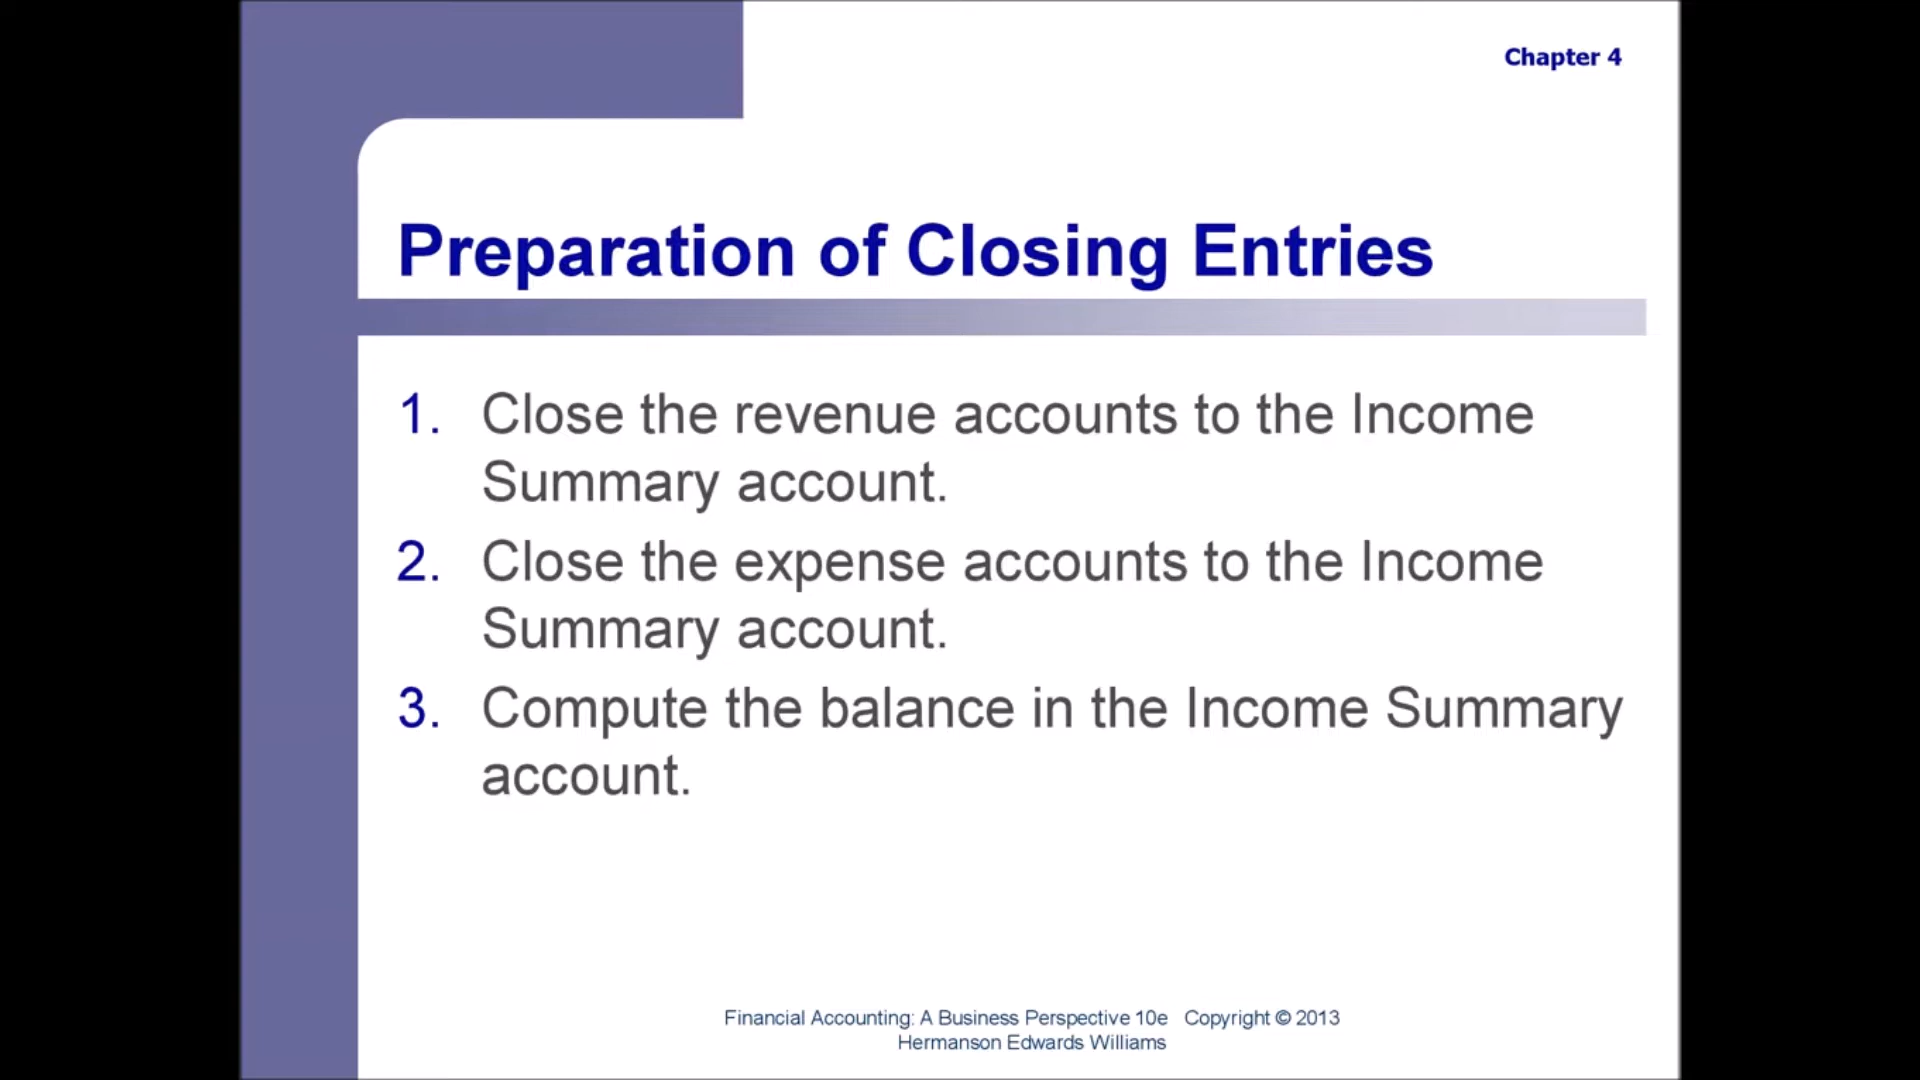 Chapter 4
Preparation of Closing Entries
1. Close the revenue accounts to the Income
Summary account.
2. Close the expense accounts to the Income
Summary account.
3. Compute the balance in the Income Summary
account.
Financial Accounting: A Business Perspective 10e Copyright © 2013
Hermanson Edwards Williams